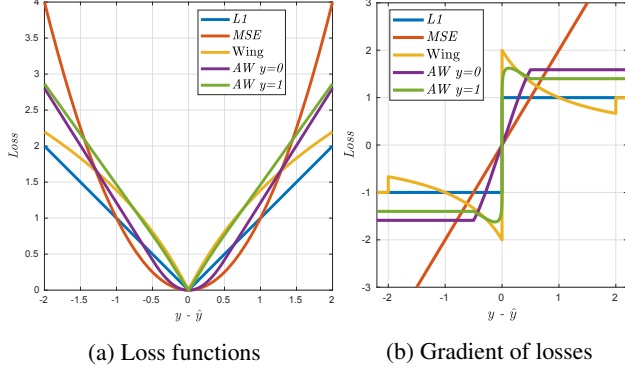 4
3.5
3
2.5
2
1.5
1
0.5
0
-2
-1.5
-1
-0.5
0
0.5
1
1.5
2
Loss
y - ŷ
L1
MSE
Wing
AW y=0
AW y=1
(a) Loss functions
3
2
1
0
-1
-2
-3
-2
-1
0
1
2
Loss
y - ŷ
L1
MSE
Wing
AW y=0
AW y=1
(b) Gradient of losses